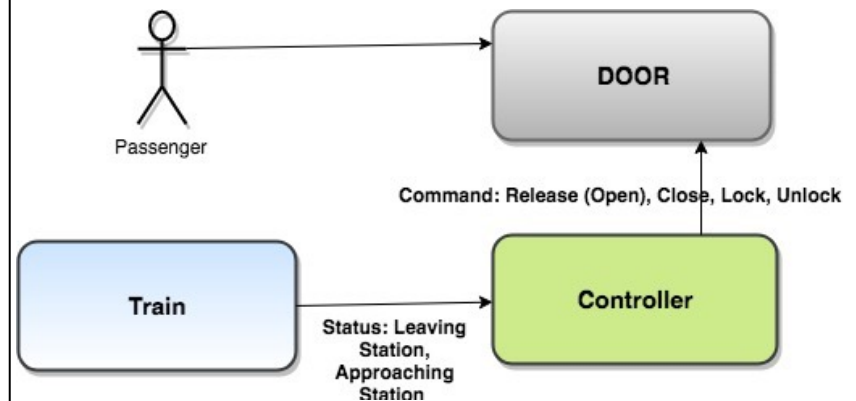 DOOR
Passenger
Command: Release (Open), Close, Lock, Unlock
Train
Controller
Status: Leaving
Station,
Approaching
Station